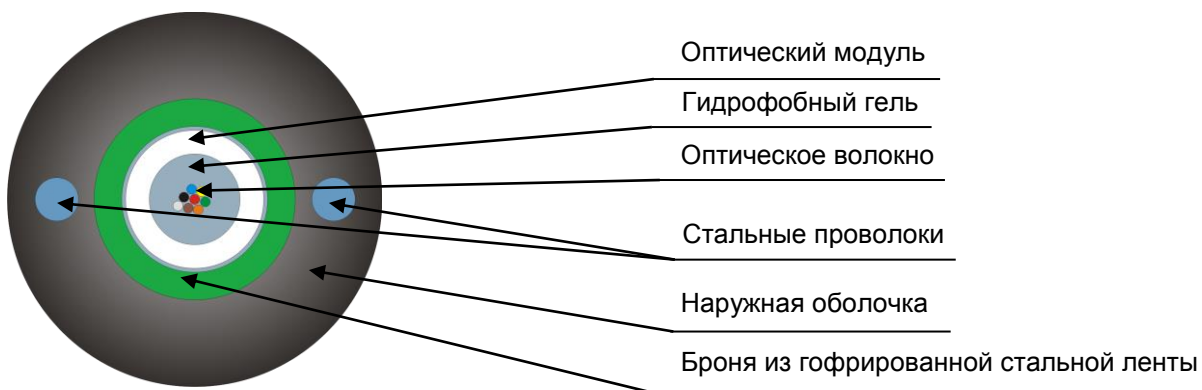 Оптический модуль
Гидрофобный гель
Оптическое волокно
Стальные проволоки
Наружная оболочка
Броня из гофрированной стальной ленты